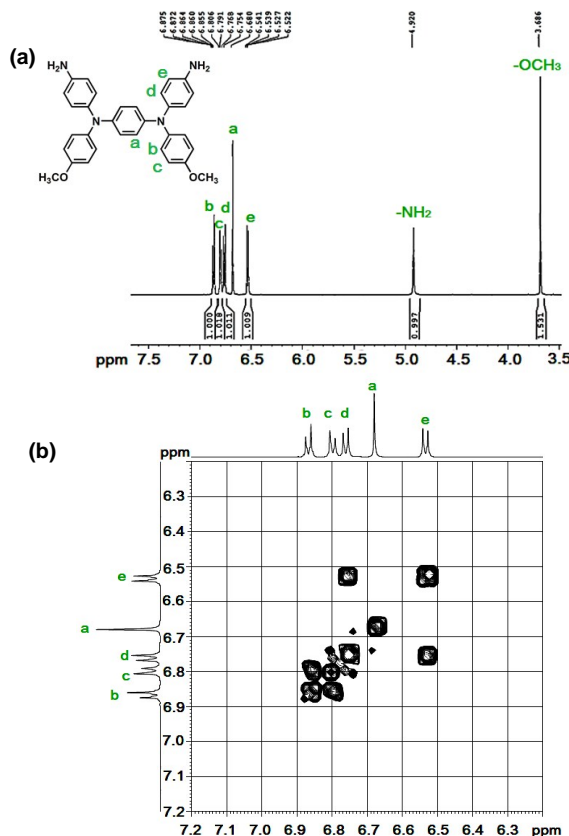 6.875
6.872
6.864
6.860
6.855
6.806
6.791
6.768
6.754
6.680
6.541
6.539
6.527
6.522
4.920
3.686
(a)
NH2
NH2
e
d
N
N
a
b
c
H3CO
OCH3
-OCH3
a
b
c
d
e
-NH2
1.000
1.018
1.011
1.009
0.997
1.531
ppm 7.5 7.0 6.5 6.0 5.5 5.0 4.5 4.0 3.5
(b)
a
b c d e
ppm
6.3
6.4
6.5
6.6
6.7
6.8
6.9
7.0
7.1
7.2
e
a
d
c
b
7.2 7.1 7.0 6.9 6.8 6.7 6.6 6.5 6.4 6.3 ppm